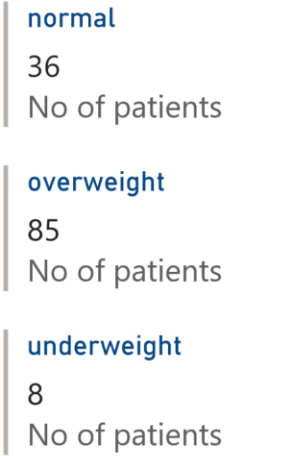 normal
36
No of patients
overweight
85
No of patients
underweight
8
No of patients